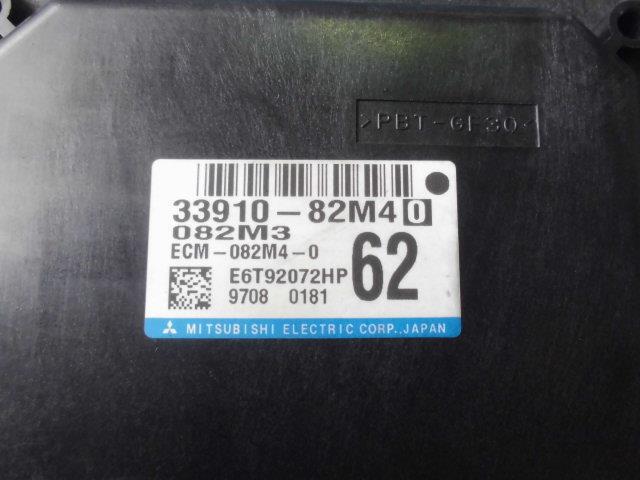 >PBT-GF30<
33910-82M40
082M3
ECM-082M4-0
62
E6T92072HP
9708 0181
MITSUBISHI ELECTRIC CORP.,JAPAN